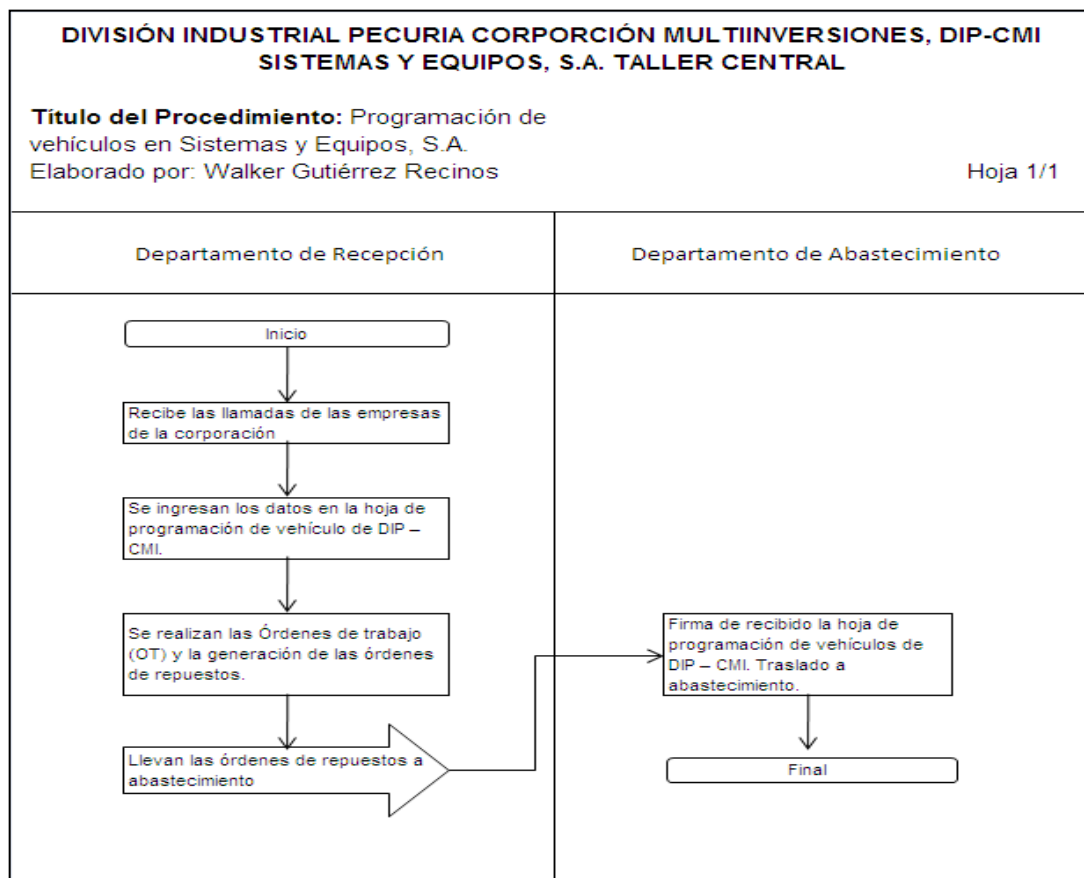 DIVISIÓN INDUSTRIAL PECURIA CORPORCIÓN MULTIINVERSIONES, DIP-CMI
SISTEMAS Y EQUIPOS, S.A. TALLER CENTRAL
Título del Procedimiento: Programación de
vehículos en Sistemas y Equipos, S.A.
Elaborado por: Walker Gutiérrez Recinos
Hoja 1/1
Departamento de Recepción
Departamento de Abastecimiento
Inicio
Recibe las llamadas de las empresas
de la corporación
Se ingresan los datos en la hoja de
programación de vehículo de DIP –
CMI.
Se realizan las Órdenes de trabajo
(OT) y la generación de las órdenes
de repuestos.
Llevan las órdenes de repuestos a
abastecimiento
Firma de recibido la hoja de
programación de vehículos de
DIP – CMI. Traslado a
abastecimiento.
Final